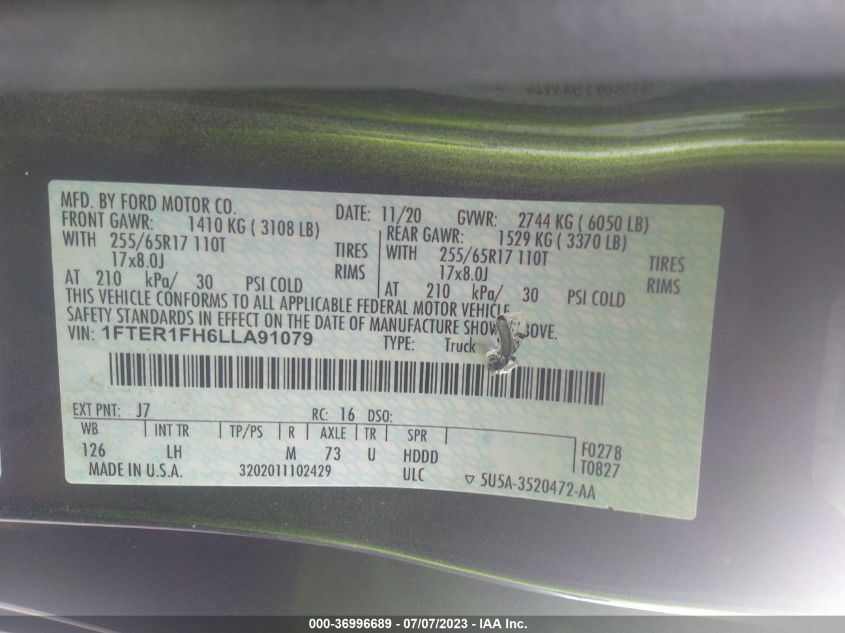 MFD. BY FORD MOTOR CO.
DATE: 11/20 GVWR: 2744 KG ( 6050 LB)
FRONT GAWR: 1410 KG ( 3108 LB)
REAR GAWR: 1529 KG ( 3370 LB)
WITH 255/65R17 110T TIRES
WITH 255/65R17 110T TIRES
17x8.0J RIMS
17x8.0J RIMS
AT 210 kPa/ 30 PSI COLD
AT 210 kPa/ 30 PSI COLD
THIS VEHICLE CONFORMS TO ALL APPLICABLE FEDERAL MOTOR VEHICLE
SAFETY STANDARDS IN EFFECT ON THE DATE OF MANUFACTURE SHOWN ABOVE.
VIN: 1FTER1FH6LLA91079 TYPE: Truck
EXT PNT: J7 RC: 16 DSO:
WB INT TR TP/PS R AXLE TR SPR
126 LH M 73 U HDDD
F0278
T0827
MADE IN U.S.A. 3202011102429 ULC
5U5A-3520472-AA
000-36996689 - 07/07/2023 - IAA Inc.